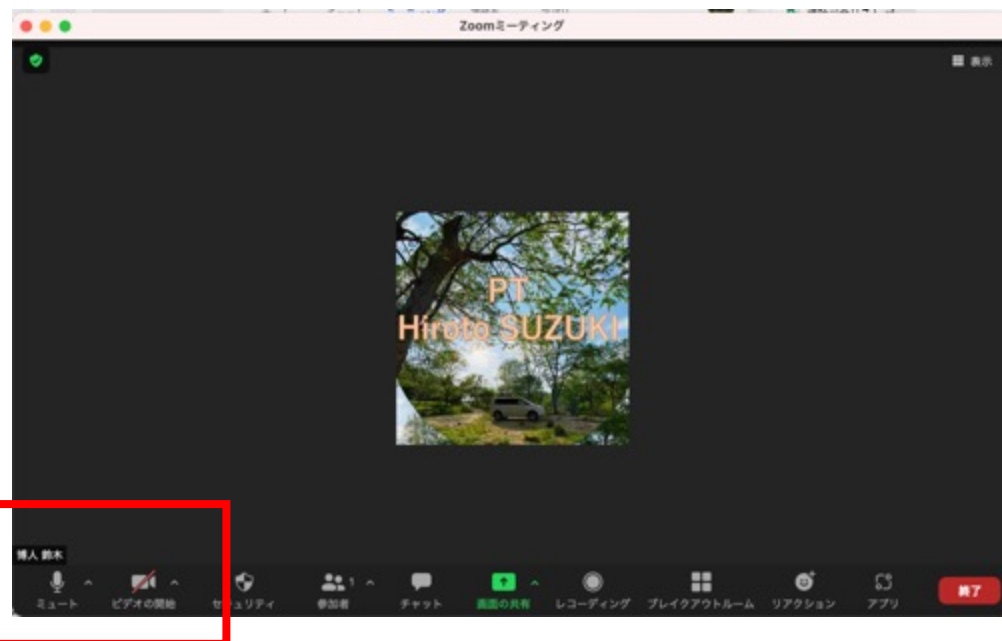 Zoomミーティング
表示
PT
Hiroto SUZUKI
博人 鈴木
ミュート
ビデオの開始
セキュリティ
参加者
1
チャット
画面の共有
レコーディング
ブレイクアウトルーム
リアクション
アプリ
終了